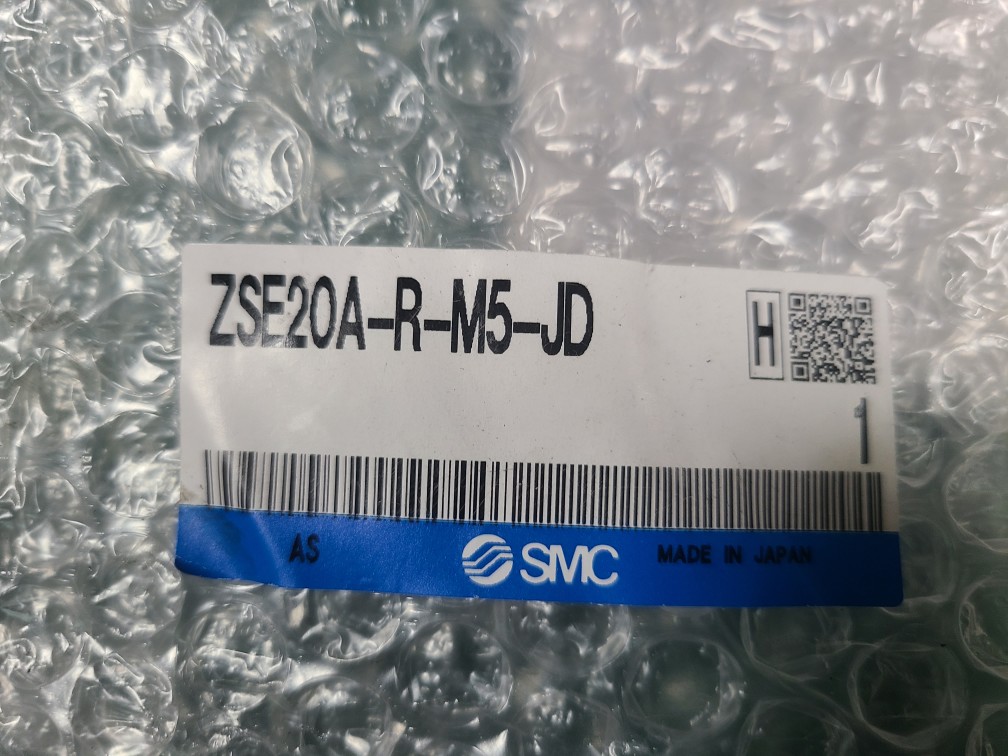 ZSE20A-R-M5-JD
H
1
AS
SMC
MADE IN JAPAN